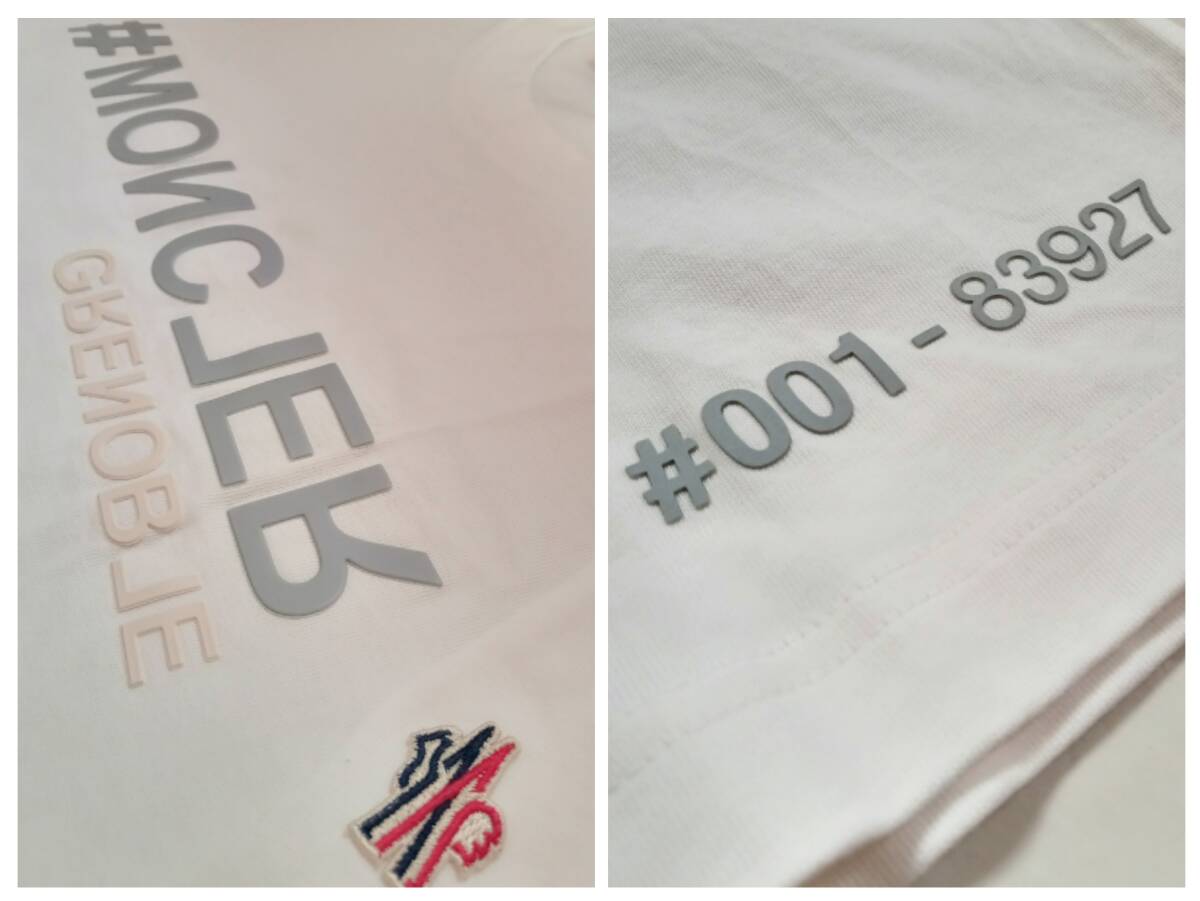 #MONCLER
GRENOBLE
#001 - 83927